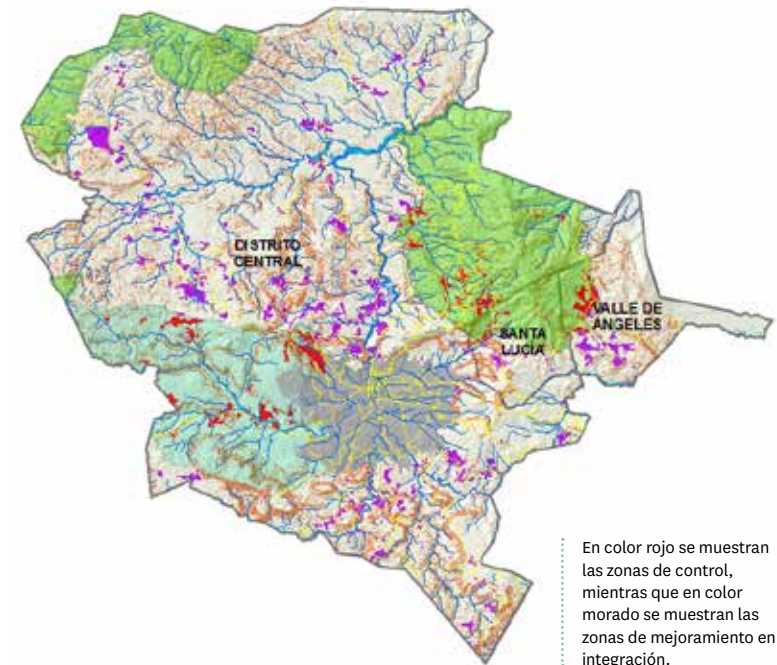 DISTRITO
CENTRAL
VALLE DE
ANGELES
SANTA
LUCIA
En color rojo se muestran
las zonas de control,
mientras que en color
morado se muestran las
zonas de mejoramiento en
integración.